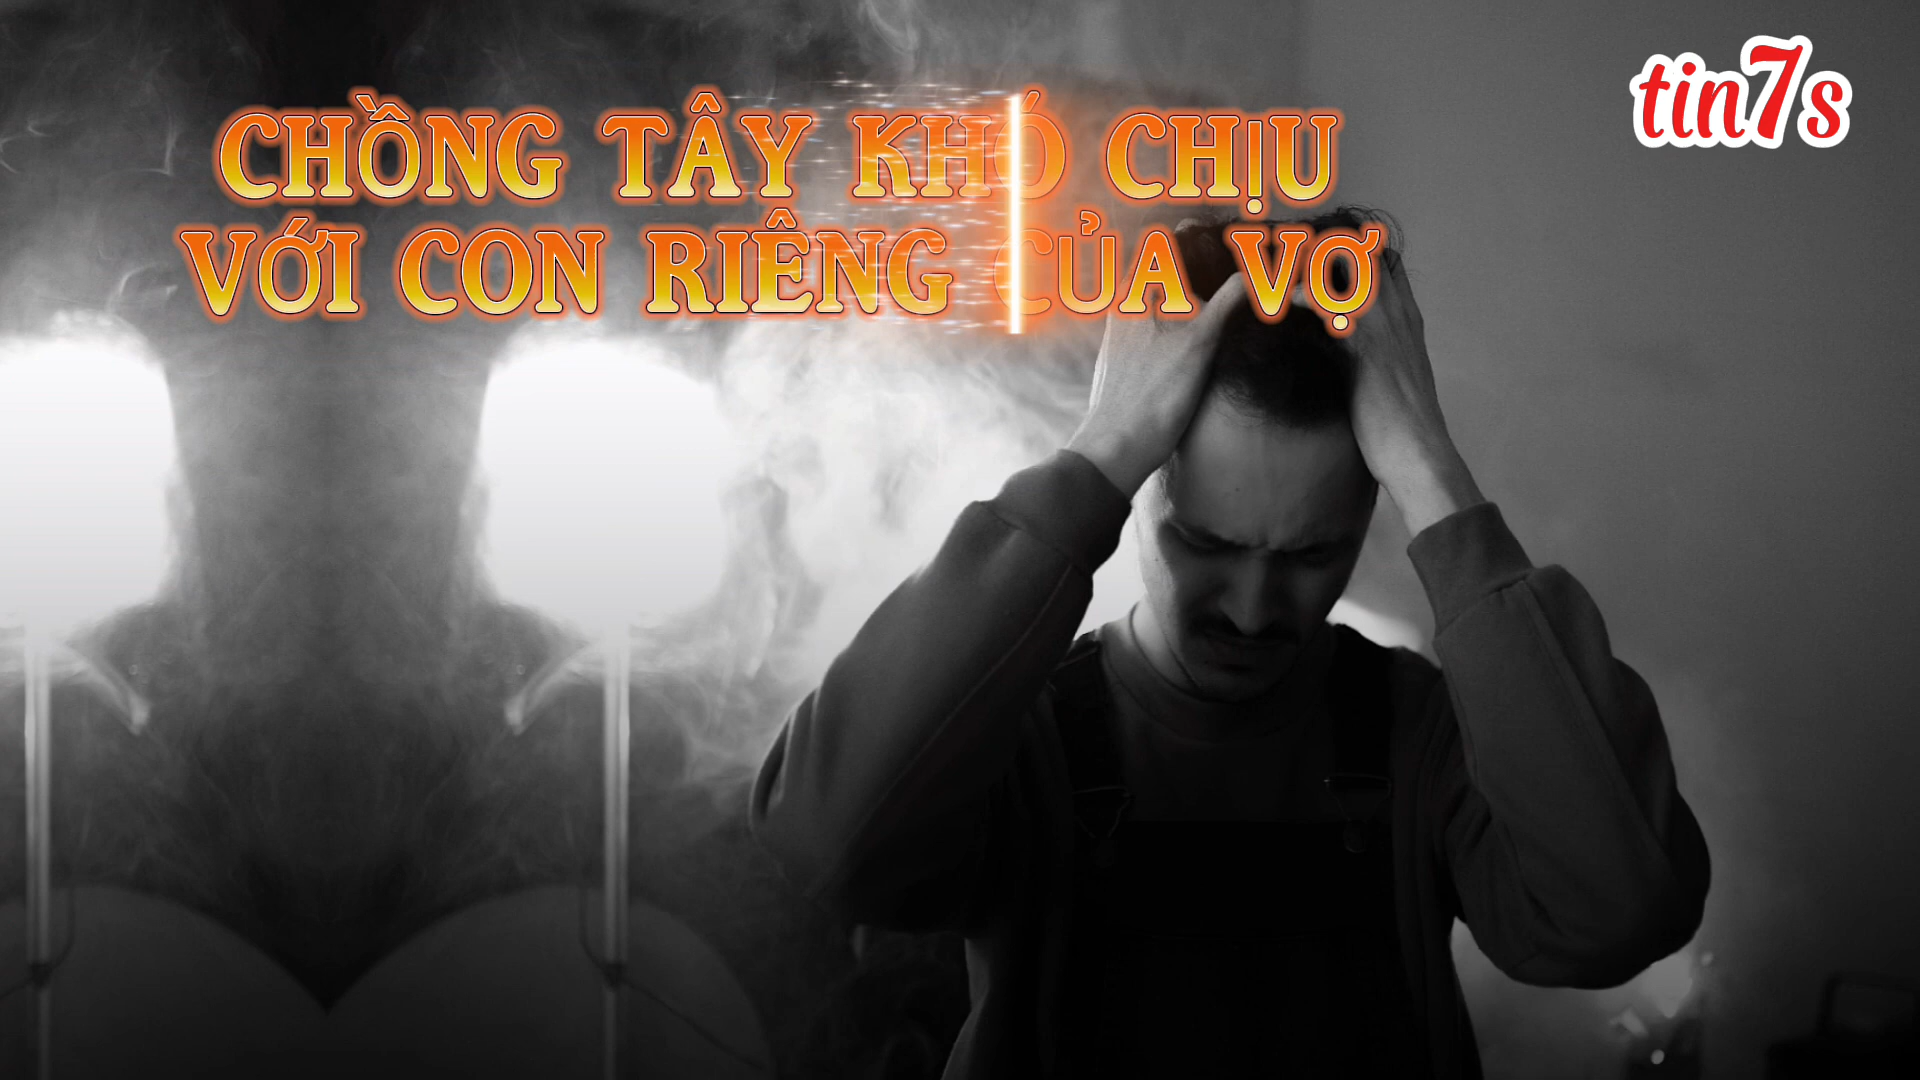 tin7s
CHỒNG TÂY KHÓ CHỊU
VỚI CON RIÊNG CỦA VỢ